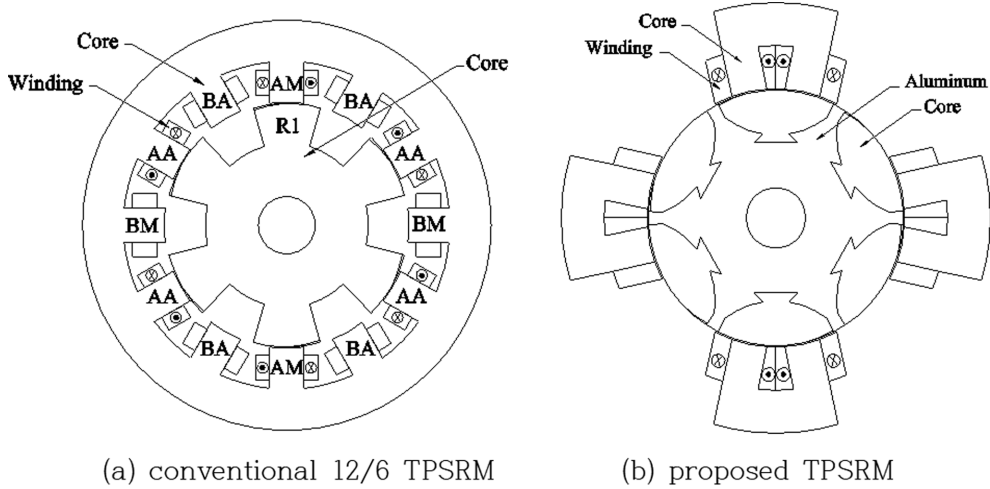 Core
Winding
Core
BA
AM
BA
R1
AA
AA
BM
BM
AA
AA
BA
AM
BA
Core
Winding
Aluminum
Core
(a) conventional 12/6 TPSRM
(b) proposed TPSRM